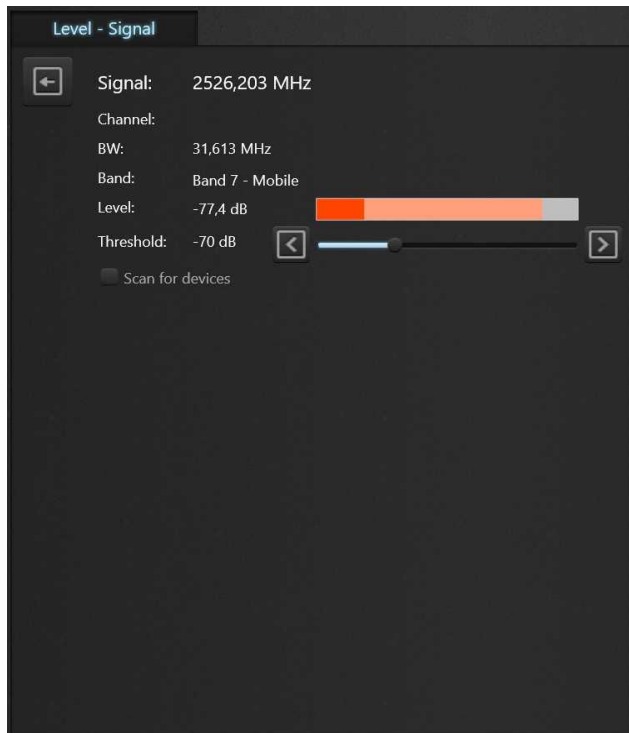 Level - Signal
Signal: 2526,203 MHz
Channel:
BW: 31,613 MHz
Band: Band 7 - Mobile
Level: -77,4 dB
Threshold: -70 dB
Scan for devices